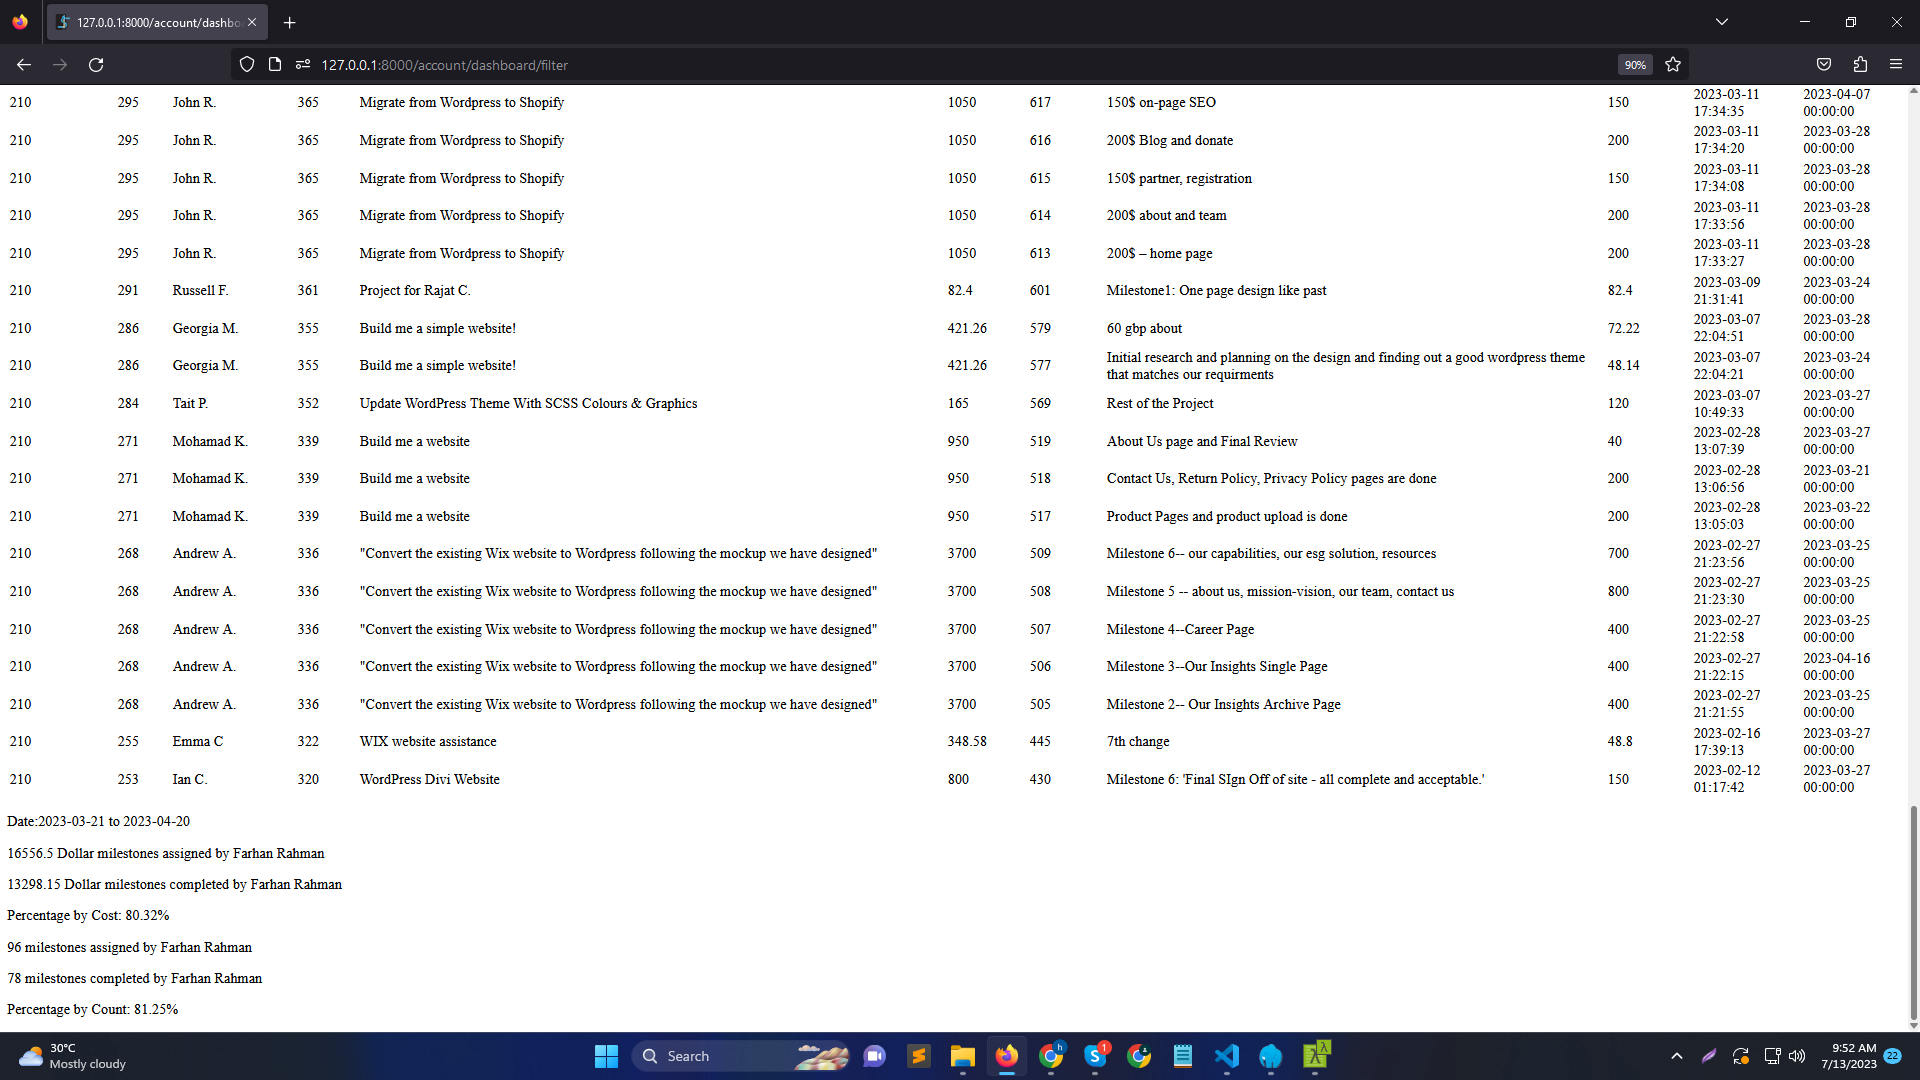 127.0.0.1:8000/account/dashbo
127.0.0.1:8000/account/dashboard/filter
90%
210 295 John R. 365 Migrate from Wordpress to Shopify 1050 617 150$ on-page SEO 150 2023-03-11 17:34:35 2023-04-07 00:00:00
210 295 John R. 365 Migrate from Wordpress to Shopify 1050 616 200$ Blog and donate 200 2023-03-11 17:34:20 2023-03-28 00:00:00
210 295 John R. 365 Migrate from Wordpress to Shopify 1050 615 150$ partner, registration 150 2023-03-11 17:34:08 2023-03-28 00:00:00
210 295 John R. 365 Migrate from Wordpress to Shopify 1050 614 200$ about and team 200 2023-03-11 17:33:56 2023-03-28 00:00:00
210 295 John R. 365 Migrate from Wordpress to Shopify 1050 613 200$ – home page 200 2023-03-11 17:33:27 2023-03-28 00:00:00
210 291 Russell F. 361 Project for Rajat C. 82.4 601 Milestone1: One page design like past 82.4 2023-03-09 21:31:41 2023-03-24 00:00:00
210 286 Georgia M. 355 Build me a simple website! 421.26 579 60 gbp about 72.22 2023-03-07 22:04:51 2023-03-28 00:00:00
210 286 Georgia M. 355 Build me a simple website! 421.26 577 Initial research and planning on the design and finding out a good wordpress theme that matches our requirments 48.14 2023-03-07 22:04:21 2023-03-24 00:00:00
210 284 Tait P. 352 Update WordPress Theme With SCSS Colours & Graphics 165 569 Rest of the Project 120 2023-03-07 10:49:33 2023-03-27 00:00:00
210 271 Mohamad K. 339 Build me a website 950 519 About Us page and Final Review 40 2023-02-28 13:07:39 2023-03-27 00:00:00
210 271 Mohamad K. 339 Build me a website 950 518 Contact Us, Return Policy, Privacy Policy pages are done 200 2023-02-28 13:06:56 2023-03-21 00:00:00
210 271 Mohamad K. 339 Build me a website 950 517 Product Pages and product upload is done 200 2023-02-28 13:05:03 2023-03-22 00:00:00
210 268 Andrew A. 336 "Convert the existing Wix website to Wordpress following the mockup we have designed" 3700 509 Milestone 6-- our capabilities, our esg solution, resources 700 2023-02-27 21:23:56 2023-03-25 00:00:00
210 268 Andrew A. 336 "Convert the existing Wix website to Wordpress following the mockup we have designed" 3700 508 Milestone 5 -- about us, mission-vision, our team, contact us 800 2023-02-27 21:23:30 2023-03-25 00:00:00
210 268 Andrew A. 336 "Convert the existing Wix website to Wordpress following the mockup we have designed" 3700 507 Milestone 4--Career Page 400 2023-02-27 21:22:58 2023-03-25 00:00:00
210 268 Andrew A. 336 "Convert the existing Wix website to Wordpress following the mockup we have designed" 3700 506 Milestone 3--Our Insights Single Page 400 2023-02-27 21:22:15 2023-04-16 00:00:00
210 268 Andrew A. 336 "Convert the existing Wix website to Wordpress following the mockup we have designed" 3700 505 Milestone 2-- Our Insights Archive Page 400 2023-02-27 21:21:55 2023-03-25 00:00:00
210 255 Emma C 322 WIX website assistance 348.58 445 7th change 48.8 2023-02-16 17:39:13 2023-03-27 00:00:00
210 253 Ian C. 320 WordPress Divi Website 800 430 Milestone 6: 'Final SIgn Off of site - all complete and acceptable.' 150 2023-02-12 01:17:42 2023-03-27 00:00:00
Date:2023-03-21 to 2023-04-20
16556.5 Dollar milestones assigned by Farhan Rahman
13298.15 Dollar milestones completed by Farhan Rahman
Percentage by Cost: 80.32%
96 milestones assigned by Farhan Rahman
78 milestones completed by Farhan Rahman
Percentage by Count: 81.25%
30°C
Mostly cloudy
Search
h
1
9:52 AM
7/13/2023
22